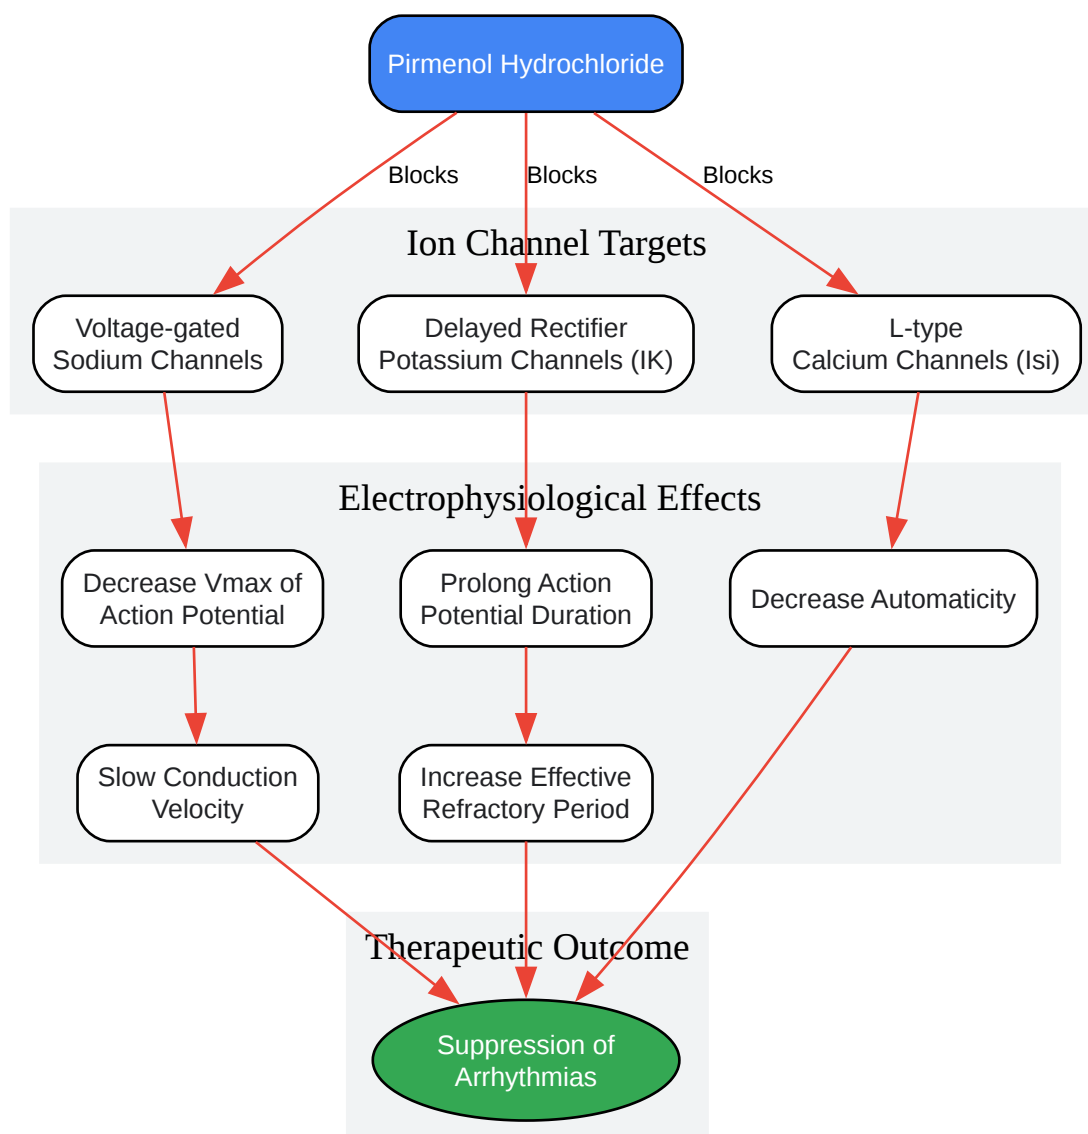 Pirmenol Hydrochloride
Blocks
Blocks
Blocks
Ion Channel Targets
Voltage-gated
Sodium Channels
Delayed Rectifier
Potassium Channels (IK)
L-type
Calcium Channels (Isi)
Electrophysiological Effects
Decrease Vmax of
Action Potential
Prolong Action
Potential Duration
Decrease Automaticity
Slow Conduction
Velocity
Increase Effective
Refractory Period
Therapeutic Outcome
Suppression of
Arrhythmias